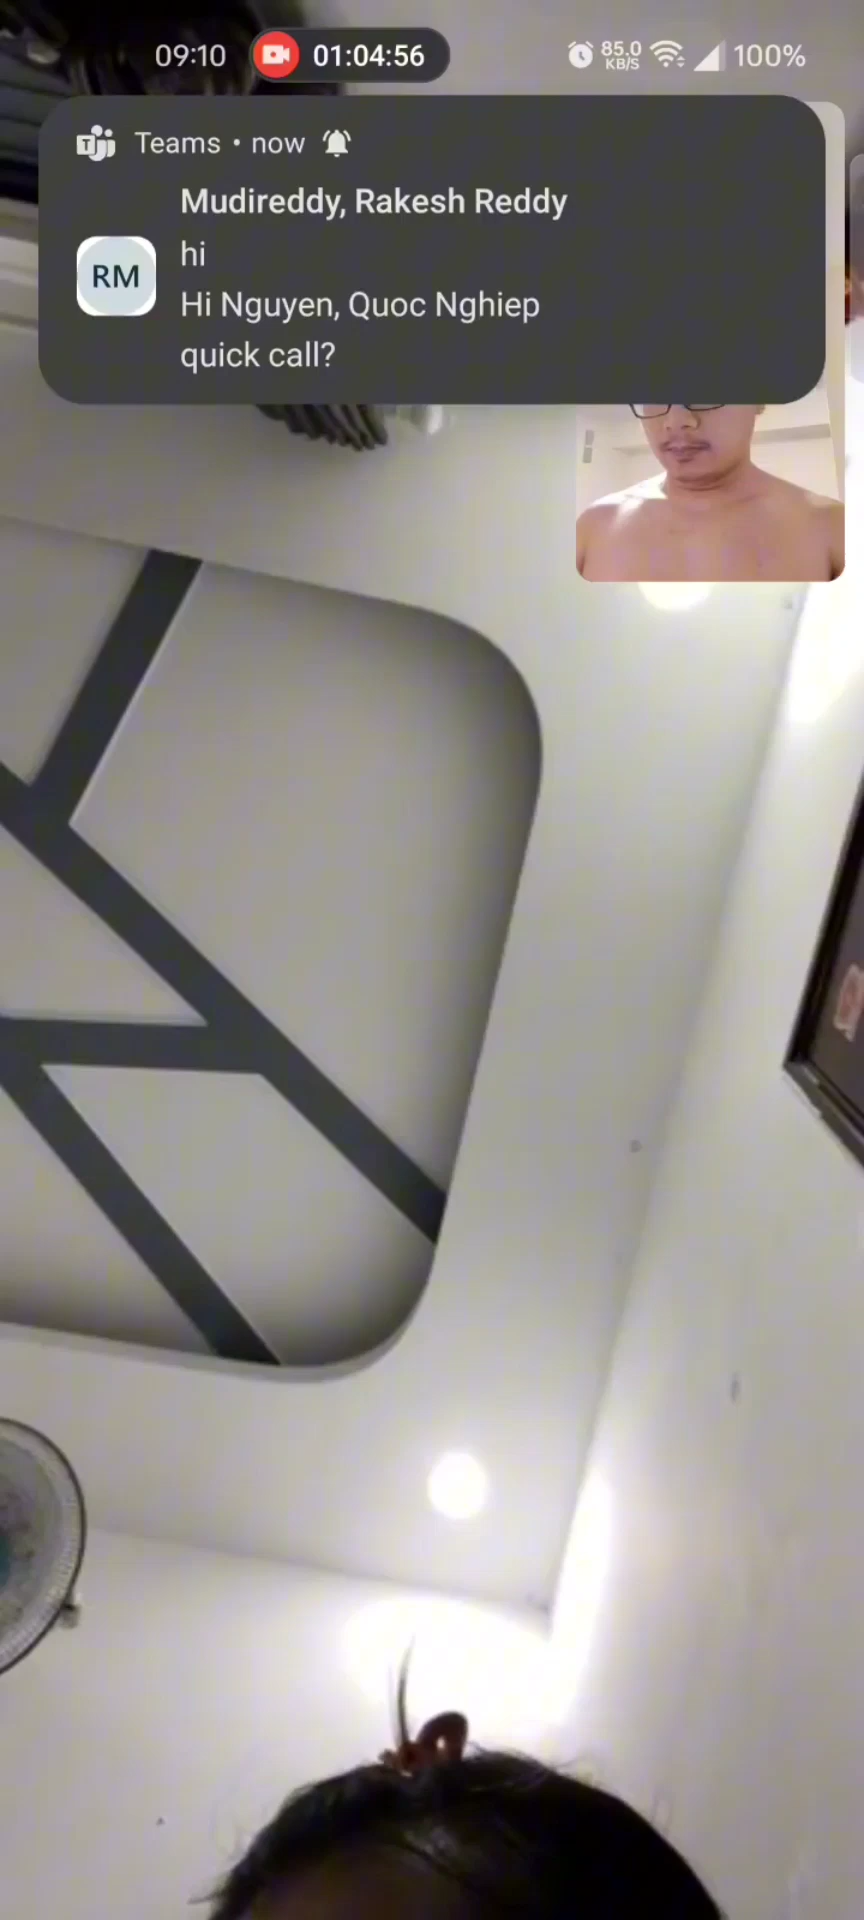 09:10 01:04:56 85.0 KB/S 100%
Teams • now
Mudireddy, Rakesh Reddy
RM
hi
Hi Nguyen, Quoc Nghiep
quick call?